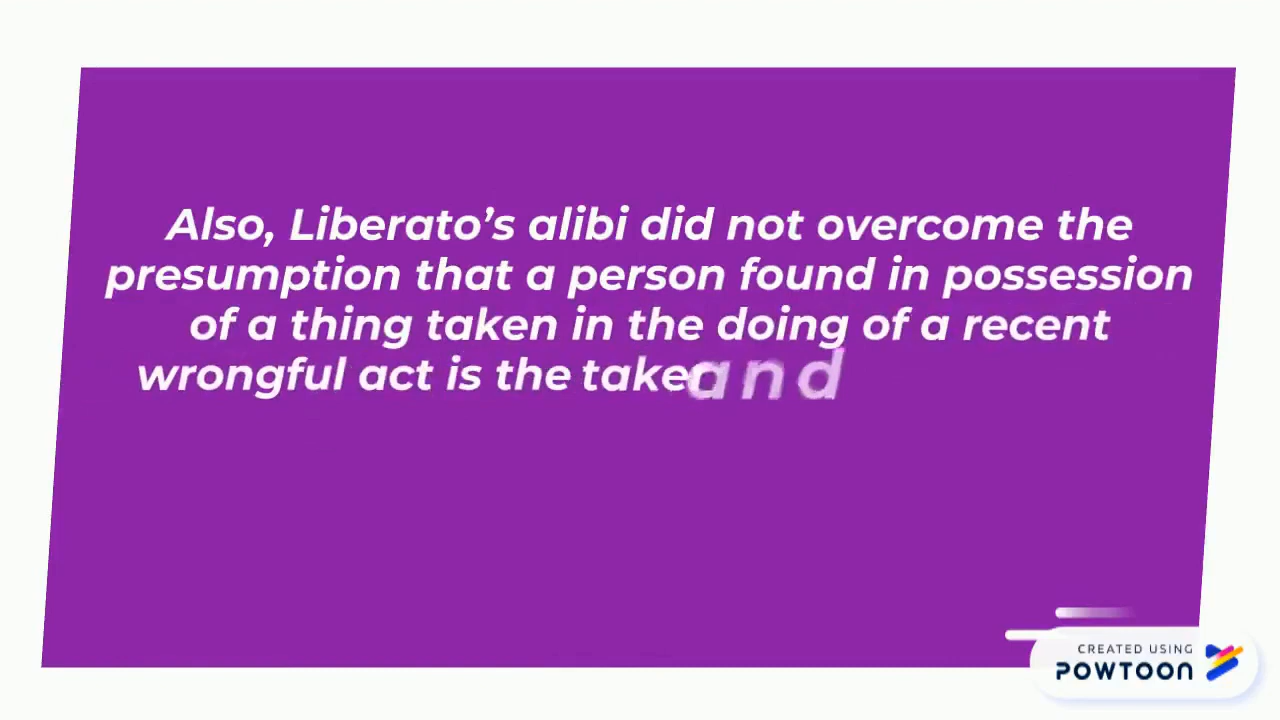 Also, Liberato’s alibi did not overcome the
presumption that a person found in possession
of a thing taken in the doing of a recent
wrongful act is the taker and
CREATED USING
POWTOON